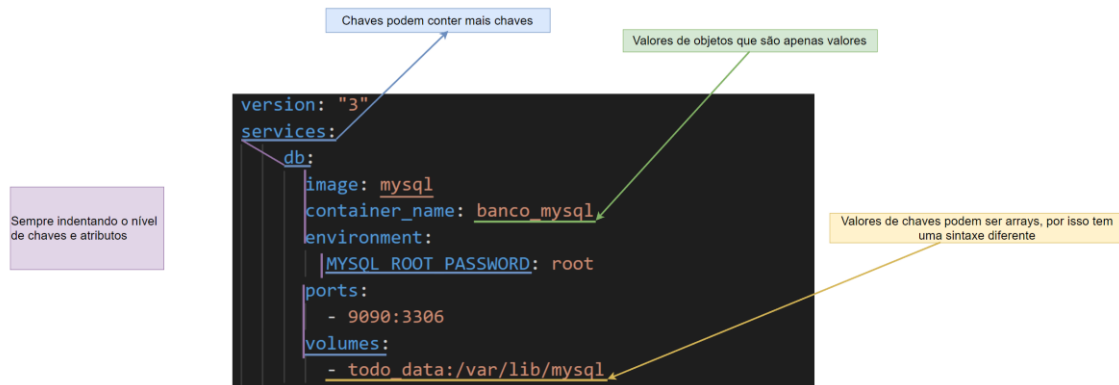 Chaves podem conter mais chaves
Valores de objetos que são apenas valores
version: "3"
services:
db:
image: mysql
container_name: banco_mysql
environment:
MYSQL_ROOT_PASSWORD: root
ports:
- 9090:3306
volumes:
- todo_data:/var/lib/mysql
Sempre indentando o nível
de chaves e atributos
Valores de chaves podem ser arrays, por isso tem
uma sintaxe diferente